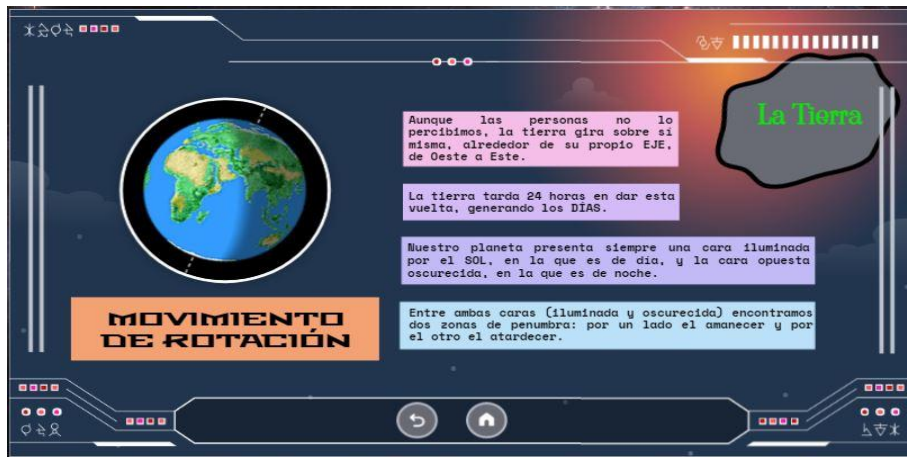 La Tierra
Aunque las personas no lo
percibimos, la tierra gira sobre sí
misma, alrededor de su propio EJE,
de Oeste a Este.
La tierra tarda 24 horas en dar esta
vuelta, generando los DÍAS.
Nuestro planeta presenta siempre una cara iluminada
por el SOL, en la que es de día, y la cara opuesta
oscurecida, en la que es de noche.
Entre ambas caras (iluminada y oscurecida) encontramos
dos zonas de penumbra: por un lado el amanecer y por
el otro el atardecer.
MOVIMIENTO
DE ROTACIÓN